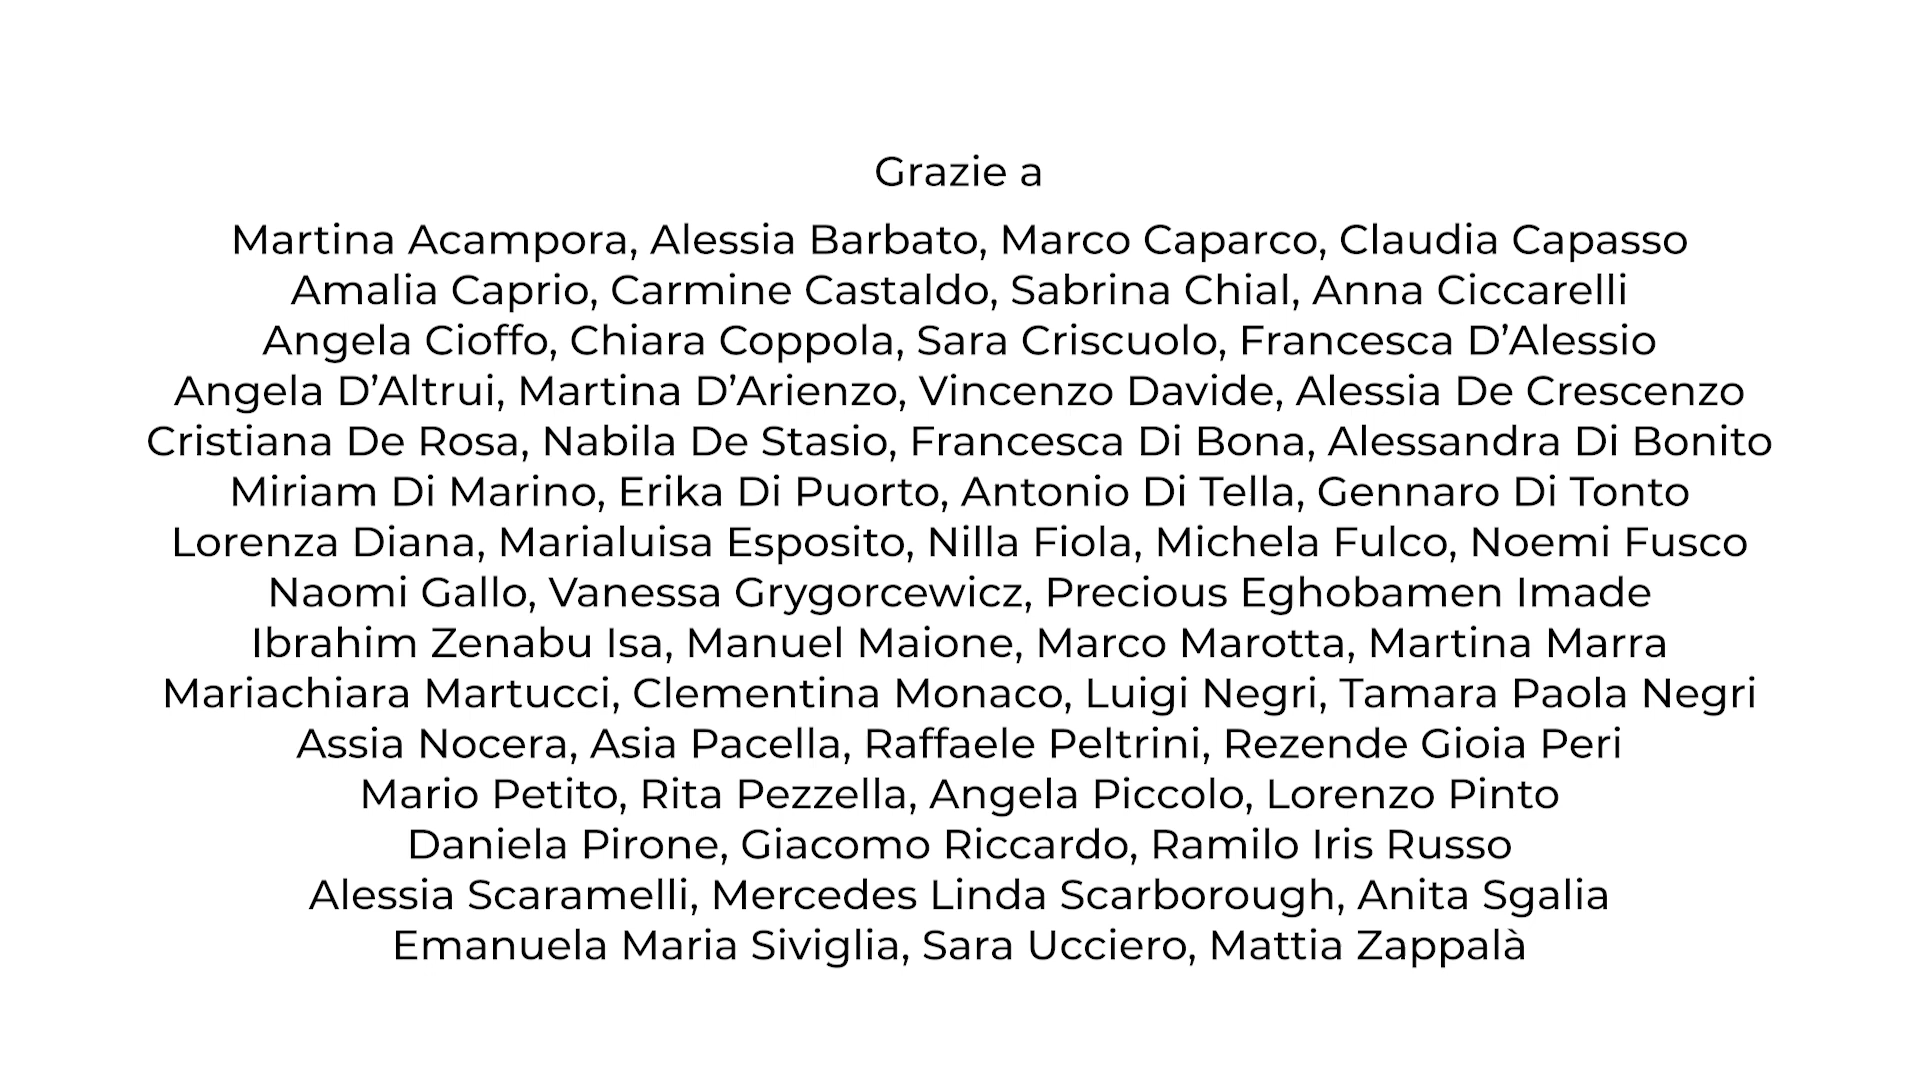 Grazie a
Martina Acampora, Alessia Barbato, Marco Caparco, Claudia Capasso
Amalia Caprio, Carmine Castaldo, Sabrina Chial, Anna Ciccarelli
Angela Cioffo, Chiara Coppola, Sara Criscuolo, Francesca D’Alessio
Angela D’Altrui, Martina D’Arienzo, Vincenzo Davide, Alessia De Crescenzo
Cristiana De Rosa, Nabila De Stasio, Francesca Di Bona, Alessandra Di Bonito
Miriam Di Marino, Erika Di Puorto, Antonio Di Tella, Gennaro Di Tonto
Lorenza Diana, Marialuisa Esposito, Nilla Fiola, Michela Fulco, Noemi Fusco
Naomi Gallo, Vanessa Grygorcewicz, Precious Eghobamen Imade
Ibrahim Zenabu Isa, Manuel Maione, Marco Marotta, Martina Marra
Mariachiara Martucci, Clementina Monaco, Luigi Negri, Tamara Paola Negri
Assia Nocera, Asia Pacella, Raffaele Peltrini, Rezende Gioia Peri
Mario Petito, Rita Pezzella, Angela Piccolo, Lorenzo Pinto
Daniela Pirone, Giacomo Riccardo, Ramilo Iris Russo
Alessia Scaramelli, Mercedes Linda Scarborough, Anita Sgalia
Emanuela Maria Siviglia, Sara Ucciero, Mattia Zappalà